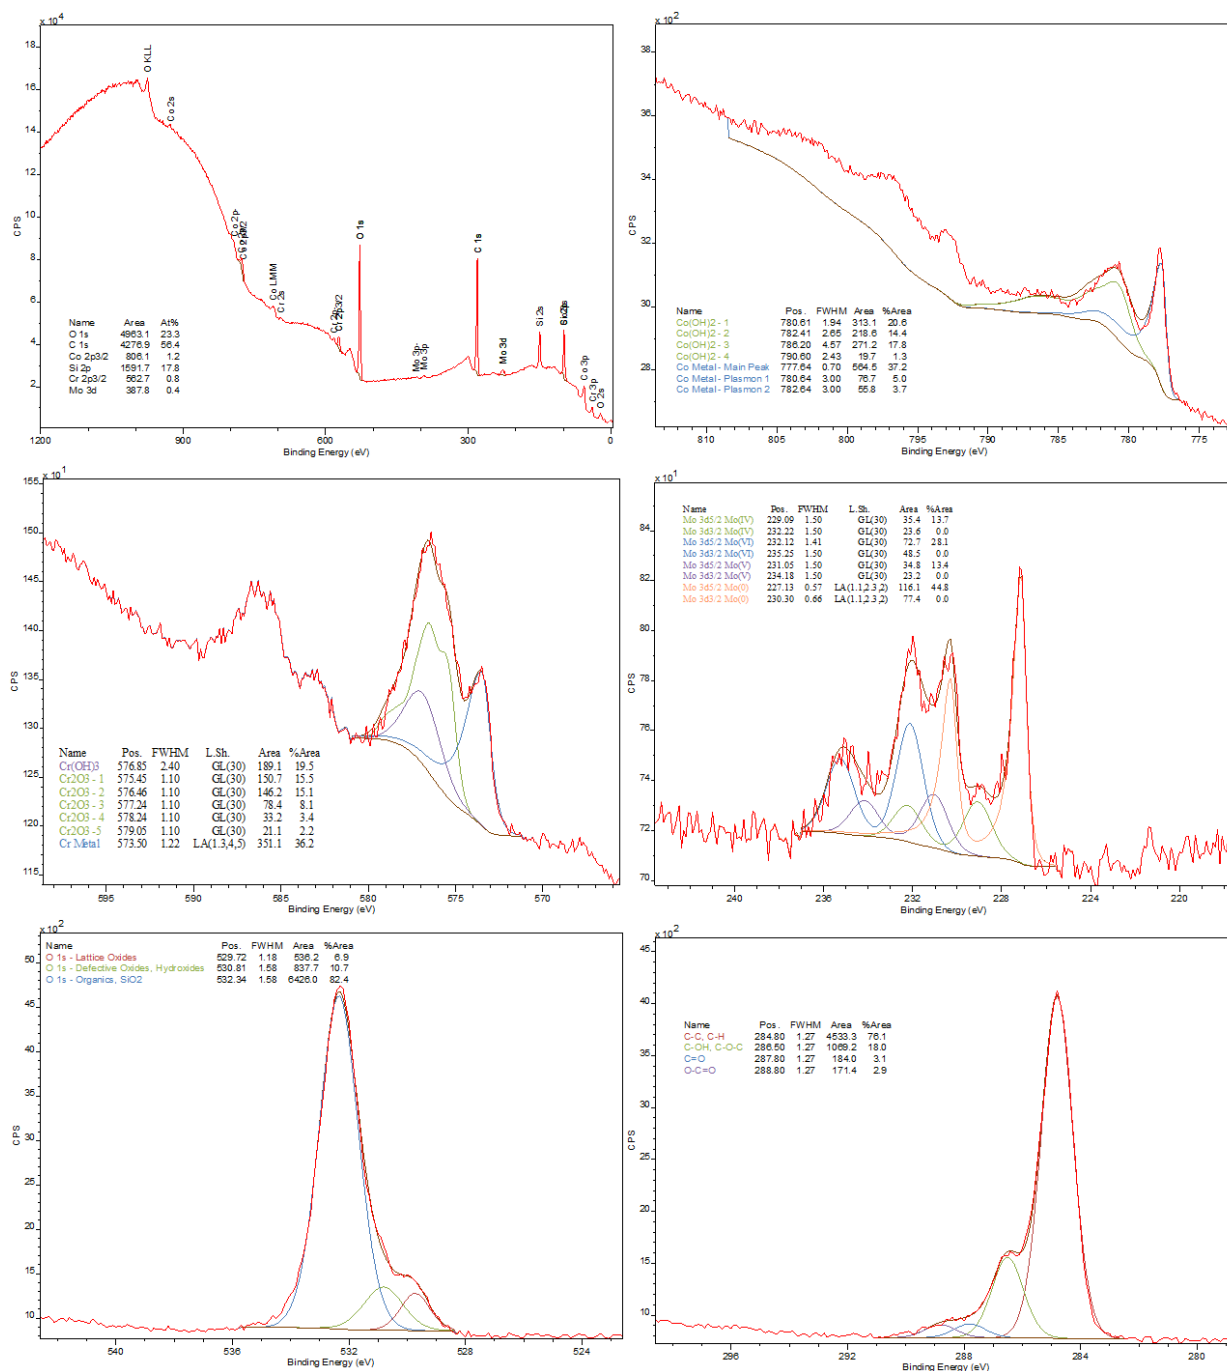 x 10^4
18
16
14
12
10
8
6
4
2
CPS
O KLL
Co 2s
Co 2p
Co LMM
Cr 2s
Cr 2p
Cr 2p3/2
O 1s
Mo 3p
Mo 3p
C 1s
Mo 3d
Si 2s
Co 3p
Cr 3p
O 2s
Name Area At%
O 1s 4963.1 23.3
C 1s 4276.9 56.4
Co 2p3/2 806.1 1.2
Si 2p 1591.7 17.8
Cr 2p3/2 562.7 0.8
Mo 3d 387.8 0.4
1200 900 600 300 0
Binding Energy (eV)
x 10^2
38
36
34
32
30
28
CPS
Name Pos. FWHM Area %Area
Co(OH)2 - 1 780.61 1.94 313.1 20.6
Co(OH)2 - 2 782.41 2.65 218.6 14.4
Co(OH)2 - 3 786.20 4.57 271.2 17.8
Co(OH)2 - 4 790.60 2.43 19.7 1.3
Co Metal - Main Peak 777.64 0.70 564.5 37.2
Co Metal - Plasmon 1 780.64 3.00 76.7 5.0
Co Metal - Plasmon 2 782.64 3.00 55.8 3.7
810 805 800 795 790 785 780 775
Binding Energy (eV)
x 10^1
155
150
145
140
135
130
125
120
115
CPS
Name Pos. FWHM L.Sh. Area %Area
Cr(OH)3 576.85 2.40 GL(30) 189.1 19.5
Cr2O3 - 1 575.45 1.10 GL(30) 150.7 15.5
Cr2O3 - 2 576.46 1.10 GL(30) 146.2 15.1
Cr2O3 - 3 577.24 1.10 GL(30) 78.4 8.1
Cr2O3 - 4 578.24 1.10 GL(30) 33.2 3.4
Cr2O3 -5 579.05 1.10 GL(30) 21.1 2.2
Cr Metal 573.50 1.22 LA(1.3,4,5) 351.1 36.2
595 590 585 580 575 570
Binding Energy (eV)
x 10^1
84
82
80
78
76
74
72
70
CPS
Name Pos. FWHM L.Sh. Area %Area
Mo 3d5/2 Mo(IV) 229.09 1.50 GL(30) 35.4 13.7
Mo 3d3/2 Mo(IV) 232.22 1.50 GL(30) 23.6 0.0
Mo 3d5/2 Mo(VI) 232.12 1.41 GL(30) 72.7 28.1
Mo 3d3/2 Mo(VI) 235.25 1.50 GL(30) 48.5 0.0
Mo 3d5/2 Mo(V) 231.05 1.50 GL(30) 34.8 13.4
Mo 3d3/2 Mo(V) 234.18 1.50 GL(30) 23.2 0.0
Mo 3d5/2 Mo(0) 227.13 0.57 LA(1.1,2.3,2) 116.1 44.8
Mo 3d3/2 Mo(0) 230.30 0.66 LA(1.1,2.3,2) 77.4 0.0
240 236 232 228 224 220
Binding Energy (eV)
x 10^2
50
45
40
35
30
25
20
15
10
CPS
Name Pos. FWHM Area %Area
O 1s - Lattice Oxides 529.72 1.18 536.2 6.9
O 1s - Defective Oxides, Hydroxides 530.81 1.58 837.7 10.7
O 1s - Organics, SiO2 532.34 1.58 6426.0 82.4
540 536 532 528 524
Binding Energy (eV)
x 10^2
45
40
35
30
25
20
15
10
CPS
Name Pos. FWHM Area %Area
C-C, C-H 284.80 1.27 4533.3 76.1
C-OH, C-O-C 286.50 1.27 1069.2 18.0
C=O 287.80 1.27 184.0 3.1
O-C=O 288.80 1.27 171.4 2.9
296 292 288 284 280
Binding Energy (eV)